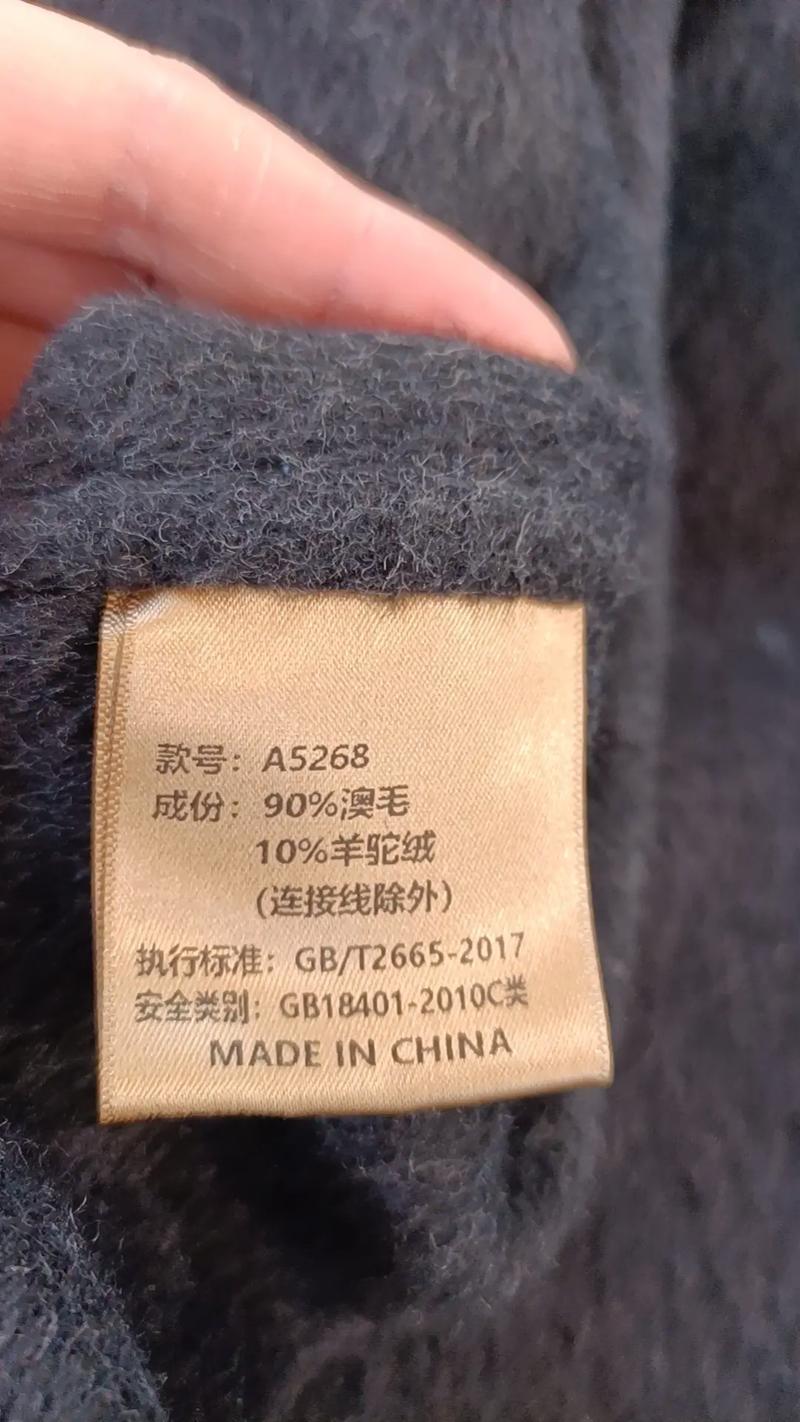 款号：A5268
成份：90%澳毛
10%羊驼绒
(连接线除外)
执行标准：GB/T2665-2017
安全类别：GB18401-2010C类
MADE IN CHINA